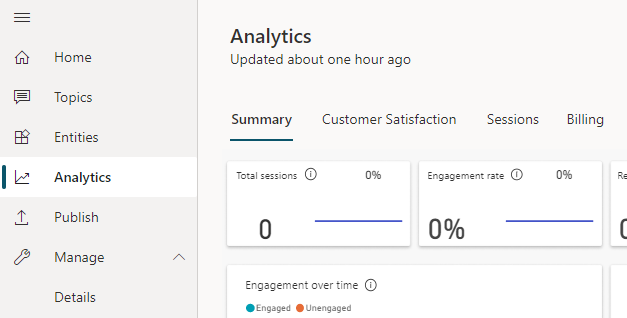 Home
Topics
Entities
Analytics
Publish
Manage
Details
Analytics
Updated about one hour ago
Summary Customer Satisfaction Sessions Billing
Total sessions 0%
0
Engagement rate 0%
0%
Re
Engagement over time
Engaged Unengaged